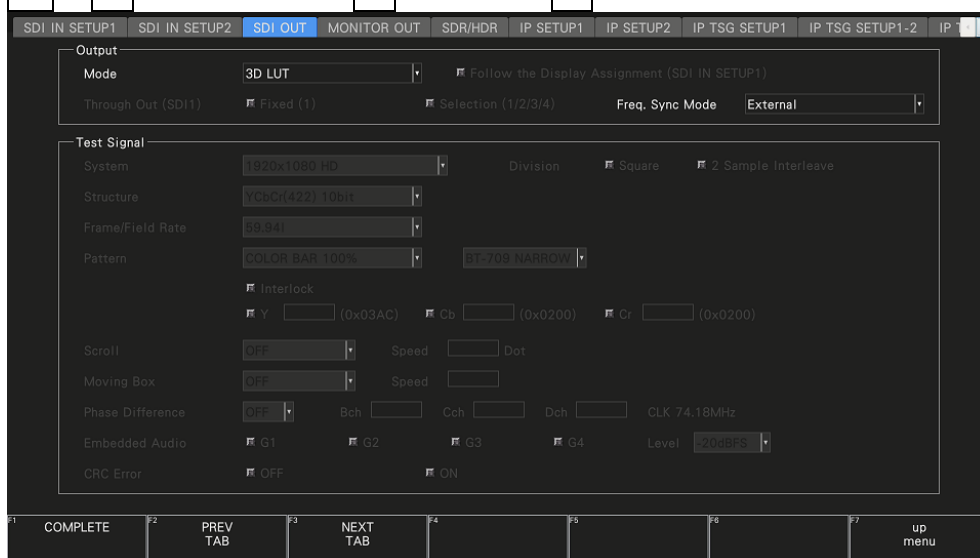 SDI IN SETUP1 SDI IN SETUP2 SDI OUT MONITOR OUT SDR/HDR IP SETUP1 IP SETUP2 IP TSG SETUP1 IP TSG SETUP1-2 IP
Output
Mode 3D LUT Follow the Display Assignment (SDI IN SETUP1)
Through Out (SDI1) Fixed (1) Selection (1/2/3/4) Freq. Sync Mode External
Test Signal
System 1920x1080 HD Division Square 2 Sample Interleave
Structure YCbCr(422) 10bit
Frame/Field Rate 59.94i
Pattern COLOR BAR 100% BT-709 NARROW
Interlock
Y (0x03AC) Cb (0x0200) Cr (0x0200)
Scroll OFF Speed Dot
Moving Box OFF Speed
Phase Difference OFF Bch Cch Dch CLK 74.18MHz
Embedded Audio G1 G2 G3 G4 Level -20dBFS
CRC Error OFF ON
F1 COMPLETE F2 PREV TAB F3 NEXT TAB F4 F5 F6 F7 up menu